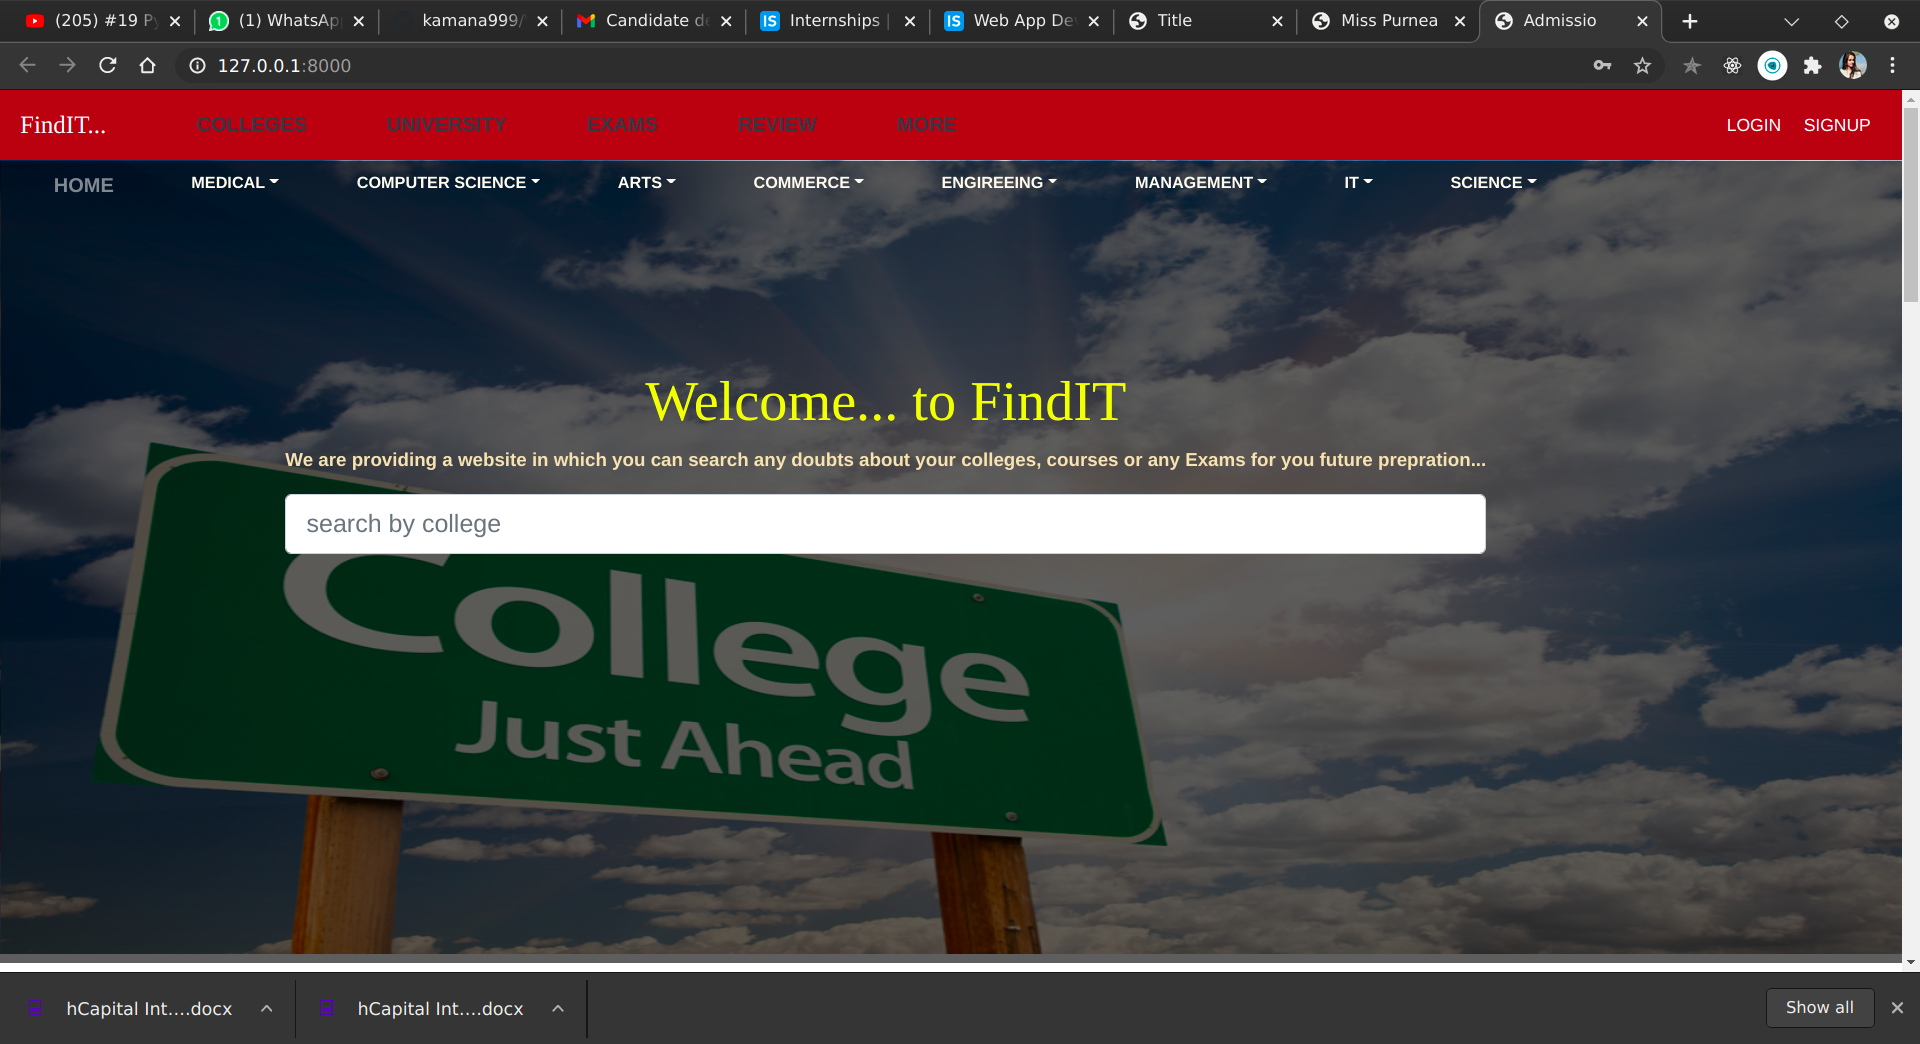 (205) #19 P
(1) WhatsAp
kamana999/
Candidate de
Internships |
Web App De
Title
Miss Purnea
Admissio
127.0.0.1:8000
FindIT...
COLLEGES
UNIVERSITY
EXAMS
REVIEW
MORE
LOGIN
SIGNUP
HOME
MEDICAL
COMPUTER SCIENCE
ARTS
COMMERCE
ENGIREEING
MANAGEMENT
IT
SCIENCE
Welcome... to FindIT
We are providing a website in which you can search any doubts about your colleges, courses or any Exams for you future prepration...
search by college
College
Just Ahead
hCapital Int....docx
hCapital Int....docx
Show all